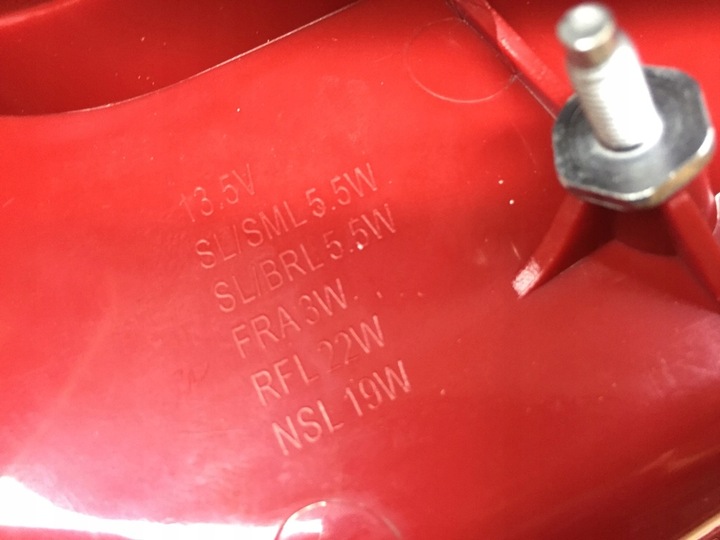 13.5V
SL/SML 5.5W
SL/BRL 5.5W
FRA 3W
RFL 22W
NSL 19W